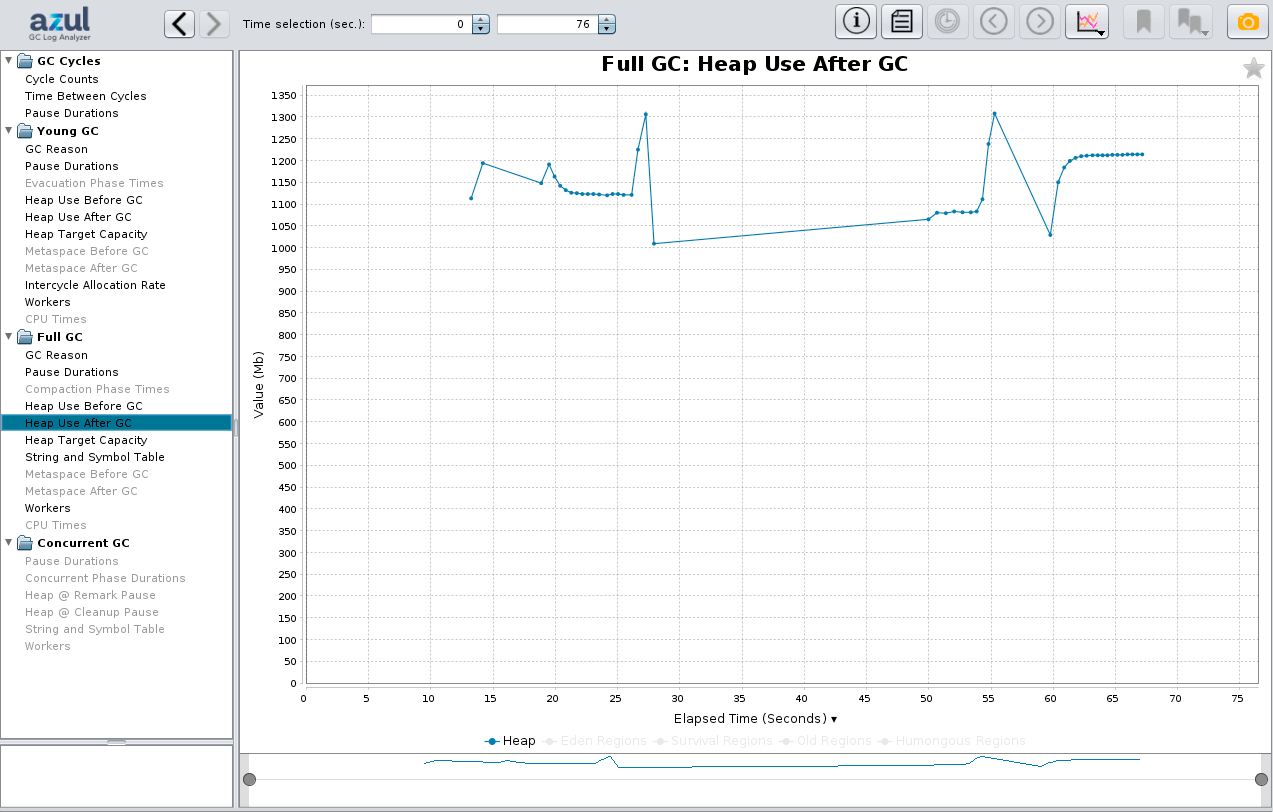 azul
GC Log Analyzer
Time selection (sec.): 0 76
GC Cycles
Cycle Counts
Time Between Cycles
Pause Durations
Young GC
GC Reason
Pause Durations
Evacuation Phase Times
Heap Use Before GC
Heap Use After GC
Heap Target Capacity
Metaspace Before GC
Metaspace After GC
Intercycle Allocation Rate
Workers
CPU Times
Full GC
GC Reason
Pause Durations
Compaction Phase Times
Heap Use Before GC
Heap Use After GC
Heap Target Capacity
String and Symbol Table
Metaspace Before GC
Metaspace After GC
Workers
CPU Times
Concurrent GC
Pause Durations
Concurrent Phase Durations
Heap @ Remark Pause
Heap @ Cleanup Pause
String and Symbol Table
Workers
Full GC: Heap Use After GC
Value (Mb)
1350
1300
1250
1200
1150
1100
1050
1000
950
900
850
800
750
700
650
600
550
500
450
400
350
300
250
200
150
100
50
0
0 5 10 15 20 25 30 35 40 45 50 55 60 65 70 75
Elapsed Time (Seconds) ▾
Heap Eden Regions Survival Regions Old Regions Humongous Regions